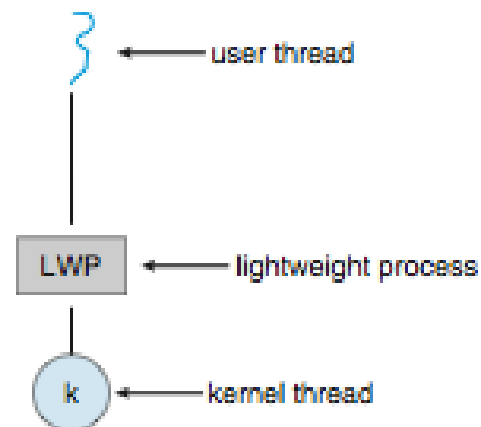 user thread
LWP
lightweight process
k
kernel thread